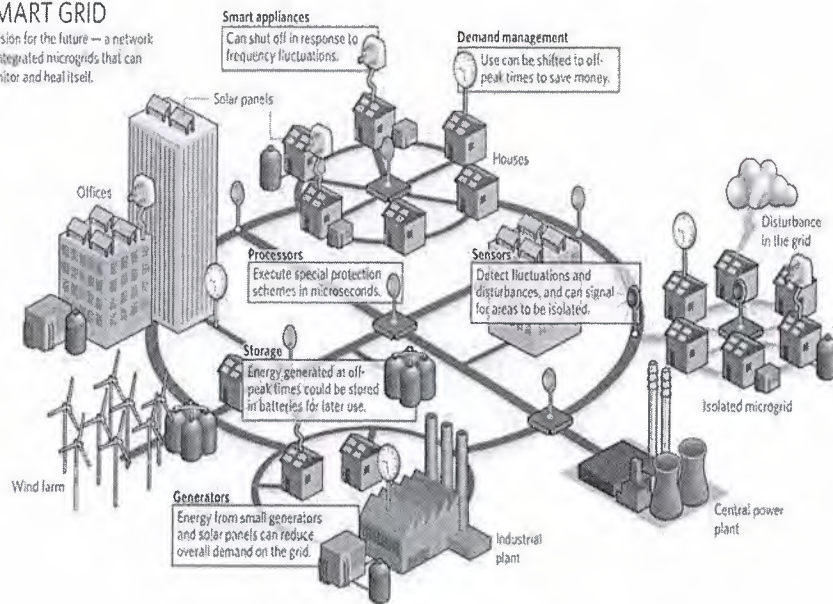 MART GRID
sion for the future — a network
ntegrated microgrids that can
nitor and heal itself.
Smart appliances
Can shut off in response to
frequency fluctuations.
Demand management
Use can be shifted to off-
peak times to save money.
Solar panels
Houses
Offices
Disturbance
in the grid
Processors
Execute special protection
schemes in microseconds.
Sensors
Detect fluctuations and
disturbances, and can signal
for areas to be isolated.
Storage
Energy generated at off-
peak times could be stored
in batteries for later use.
Isolated microgrid
Wind farm
Generators
Energy from small generators
and solar panels can reduce
overall demand on the grid.
Industrial
plant
Central power
plant